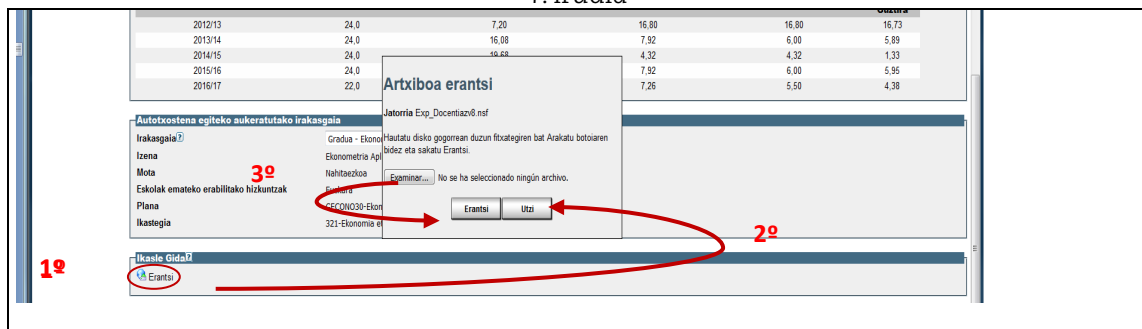 Guztira
2012/13 24,0 7,20 16,80 16,80 16,73
2013/14 24,0 16,08 7,92 6,00 5,89
2014/15 24,0 19,68 4,32 4,32 1,33
2015/16 24,0 7,92 6,00 5,95
2016/17 22,0 7,26 5,50 4,38
Artxiboa erantsi
Jatorria Exp_Docentiazv8.nsf
Hautatu disko gogorrean duzun fitxategiren bat Arakatu botoiaren
bidez eta sakatu Erantsi.
Examinar... No se ha seleccionado ningún archivo.
Erantsi Utzi
Autotxostena egiteko aukeratutako irakasgaia
Irakasgaia? Gradua - Ekono
Izena Ekonometria Apl
Mota Nahitaezkoa
Eskolak emateko erabilitako hizkuntzak Euskara
Plana GECONO30-Ekon
Ikastegia 321-Ekonomia et
3º
2º
Ikasle Gida?
1º
Erantsi